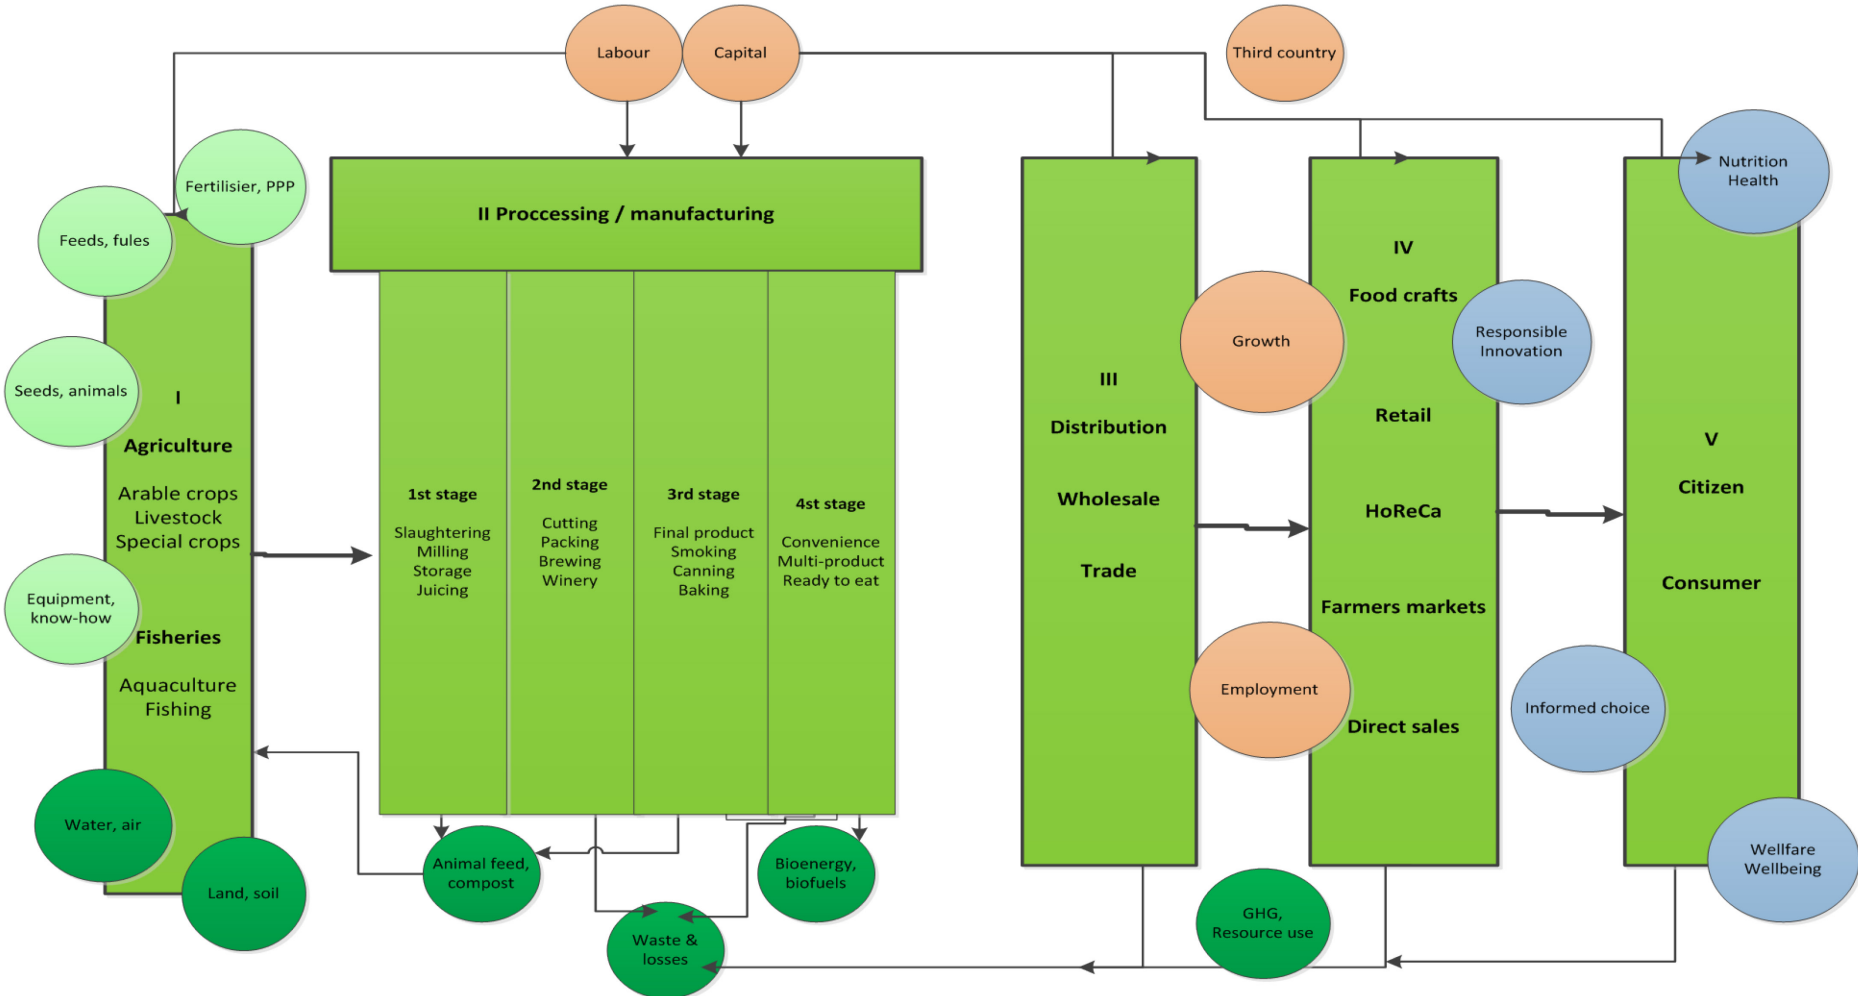 Labour
Capital
Third country
Fertilisier, PPP
Feeds, fules
Seeds, animals
Equipment,
know-how
Water, air
Land, soil
I
Agriculture
Arable crops
Livestock
Special crops
Fisheries
Aquaculture
Fishing
II Proccessing / manufacturing
1st stage
Slaughtering
Milling
Storage
Juicing
2nd stage
Cutting
Packing
Brewing
Winery
3rd stage
Final product
Smoking
Canning
Baking
4st stage
Convenience
Multi-product
Ready to eat
Animal feed,
compost
Waste &
losses
Bioenergy,
biofuels
III
Distribution
Wholesale
Trade
Growth
Employment
GHG,
Resource use
IV
Food crafts
Retail
HoReCa
Farmers markets
Direct sales
Responsible
Innovation
Informed choice
Nutrition
Health
V
Citizen
Consumer
Wellfare
Wellbeing